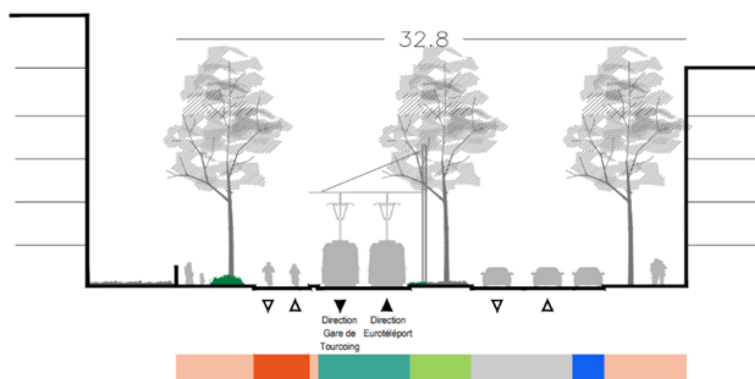 32.8
Direction
Gare de
Tourcoing
Direction
Eurotéléport